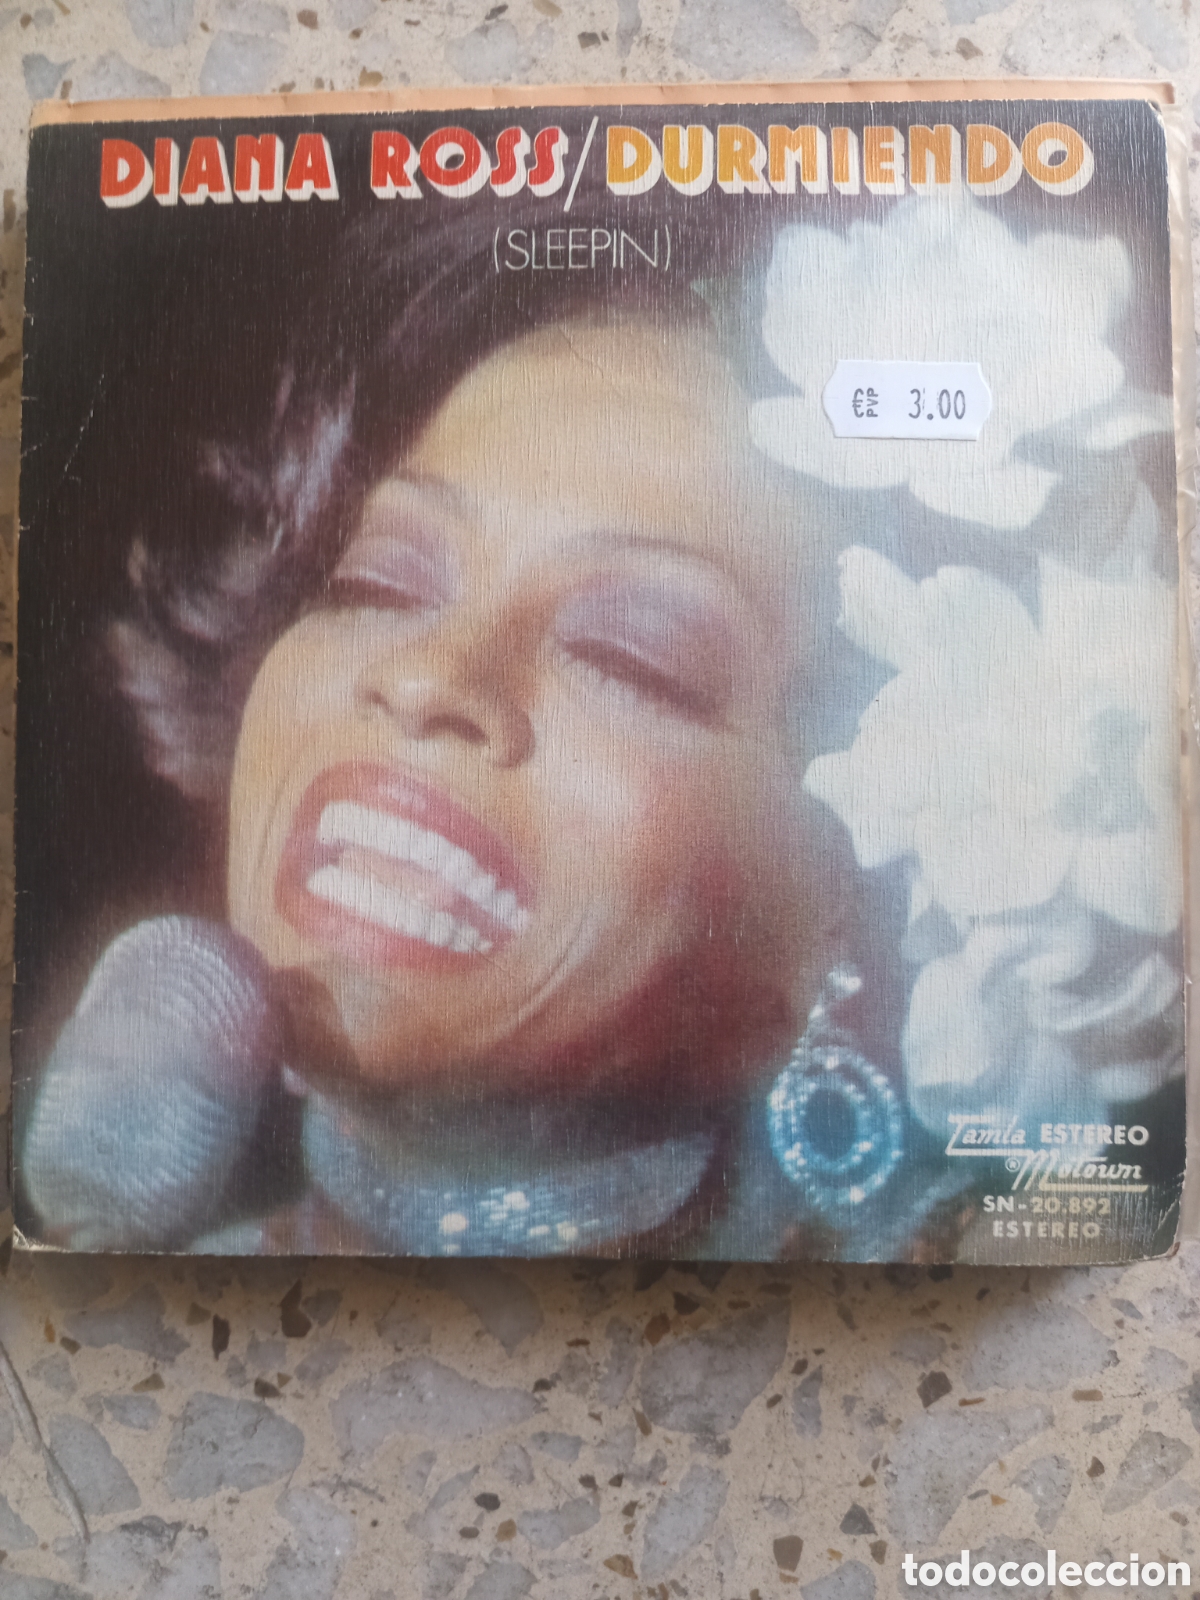 DIANA ROSS/DURMIENDO
(SLEEPIN)
€ PVP 3.00
Tamla ESTEREO
® Motown
SN-20.892
ESTEREO
todocoleccion